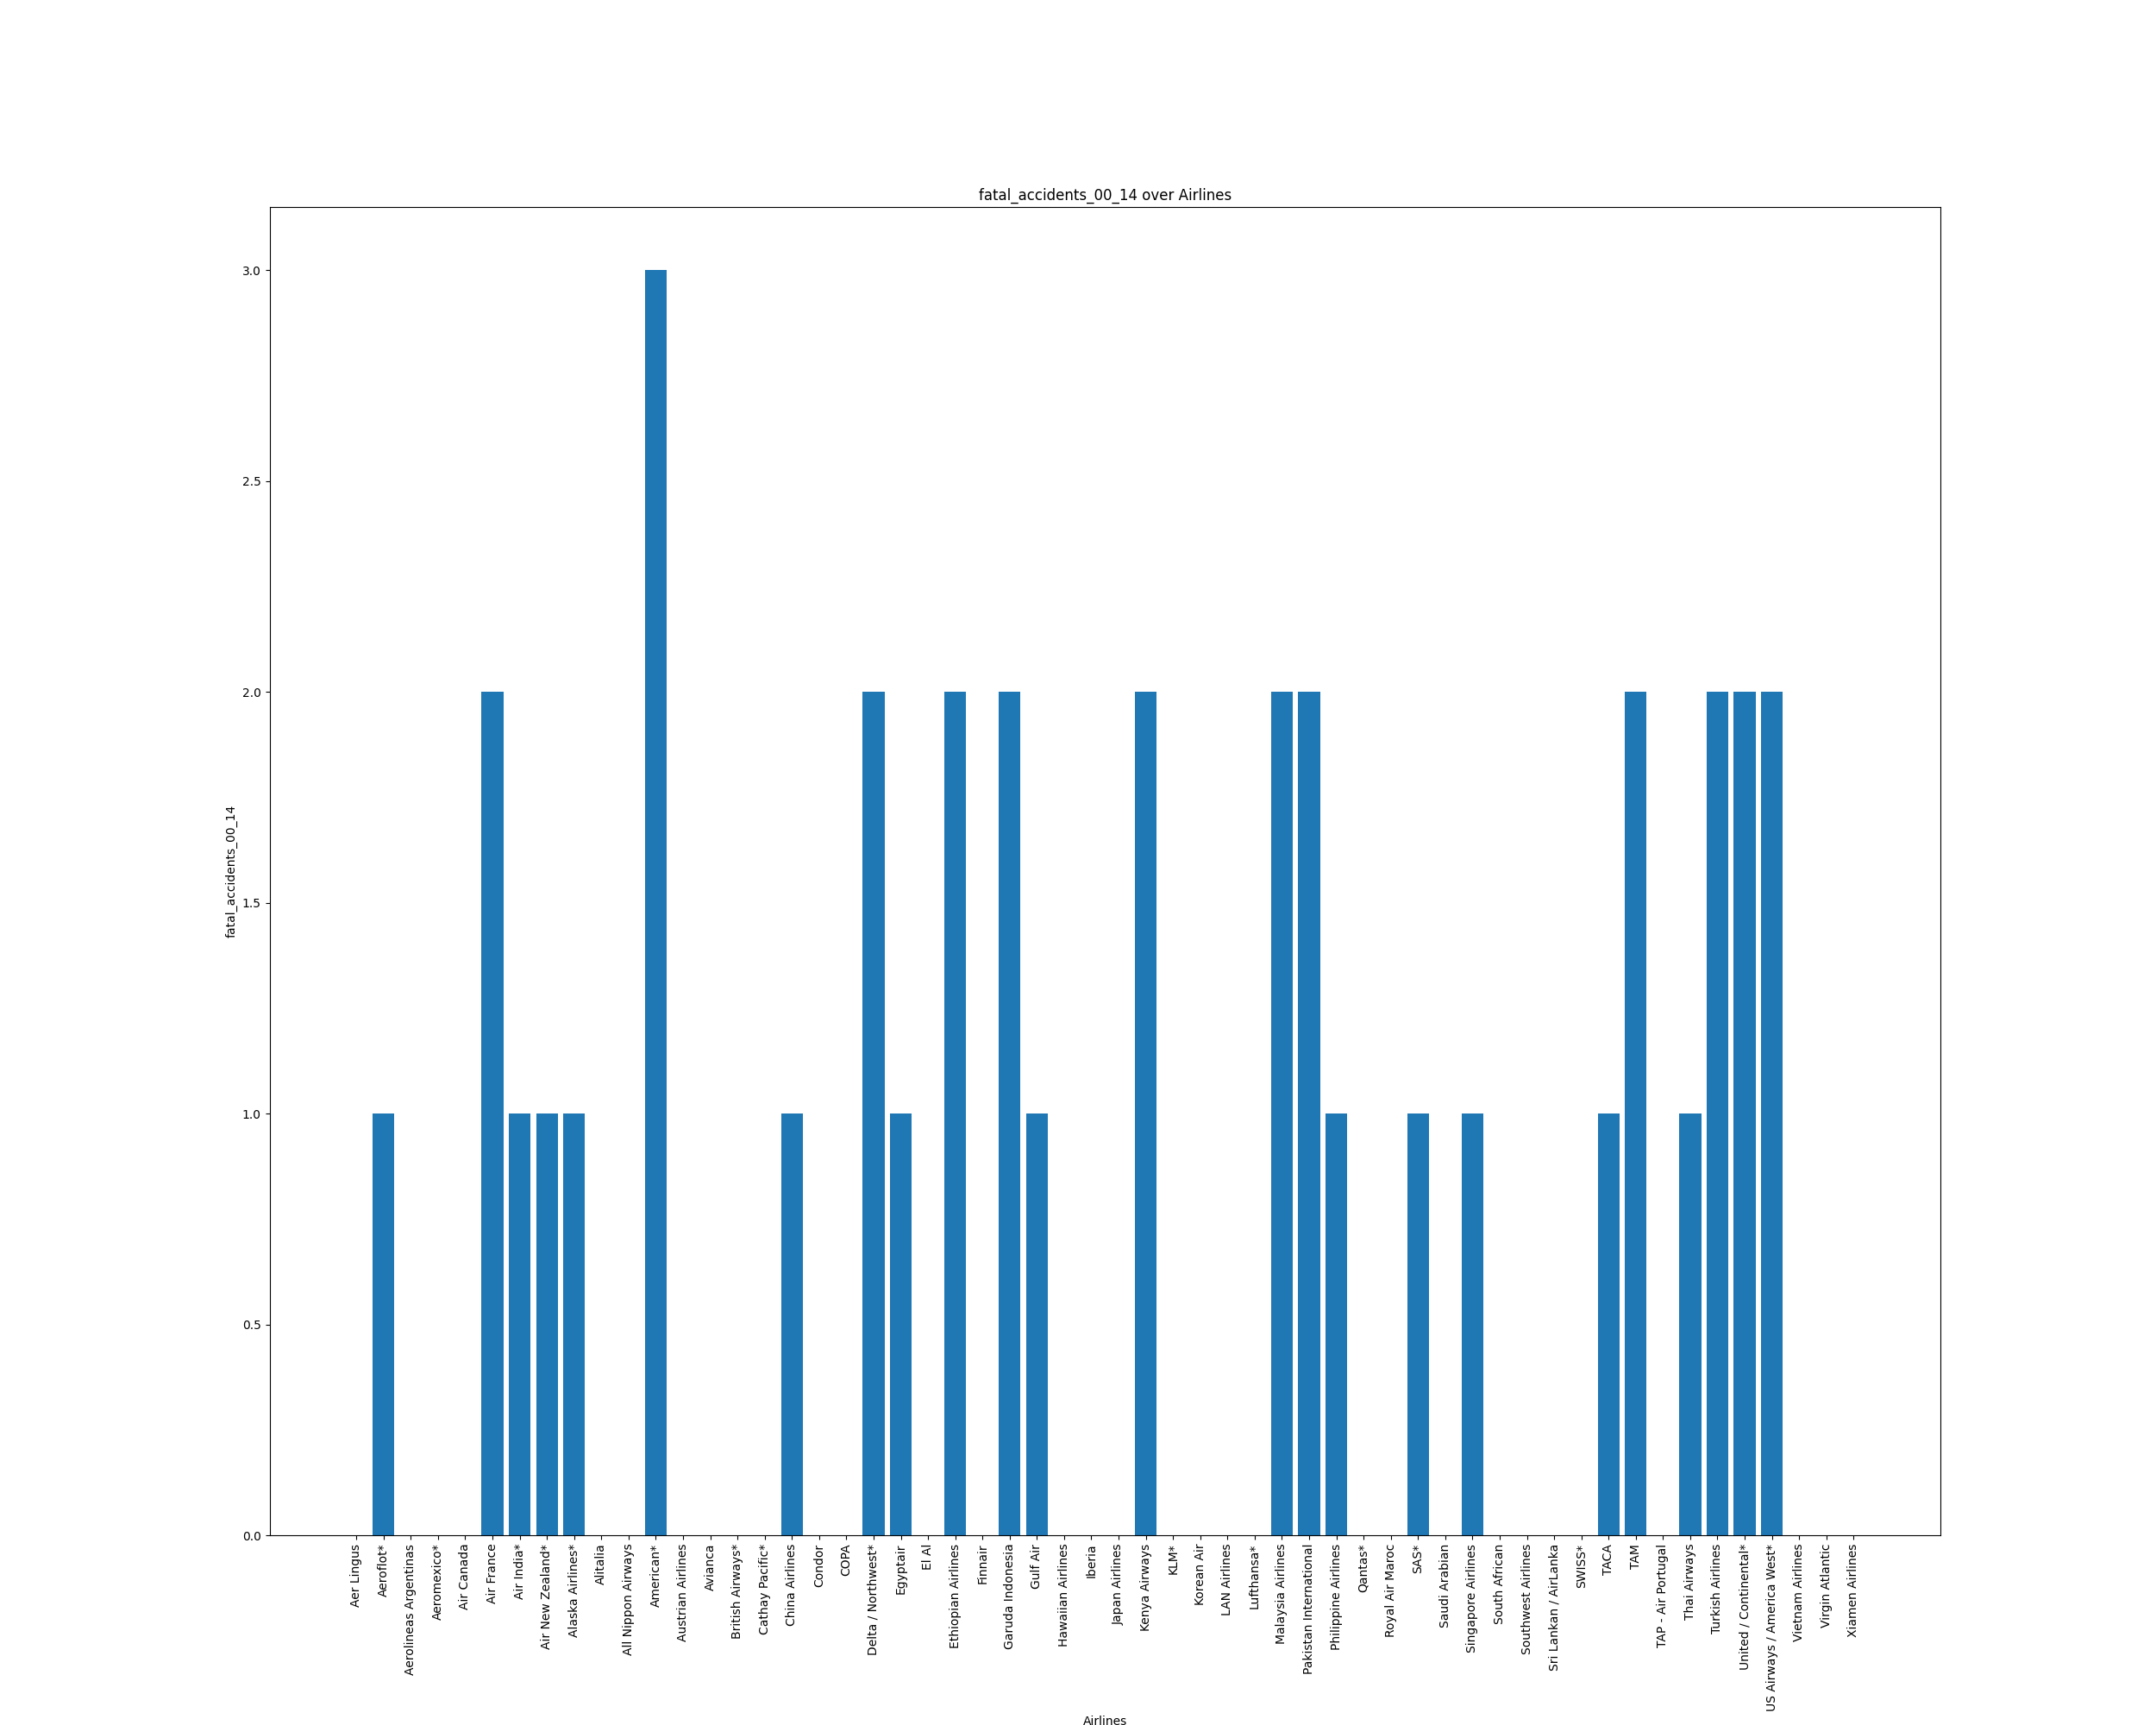 fatal_accidents_00_14 over Airlines
fatal_accidents_00_14
3.0
2.5
2.0
1.5
1.0
0.5
0.0
Aer Lingus
Aeroflot*
Aerolineas Argentinas
Aeromexico*
Air Canada
Air France
Air India*
Air New Zealand*
Alaska Airlines*
Alitalia
All Nippon Airways
American*
Austrian Airlines
Avianca
British Airways*
Cathay Pacific*
China Airlines
Condor
COPA
Delta / Northwest*
Egyptair
El Al
Ethiopian Airlines
Finnair
Garuda Indonesia
Gulf Air
Hawaiian Airlines
Iberia
Japan Airlines
Kenya Airways
KLM*
Korean Air
LAN Airlines
Lufthansa*
Malaysia Airlines
Pakistan International
Philippine Airlines
Qantas*
Royal Air Maroc
SAS*
Saudi Arabian
Singapore Airlines
South African
Southwest Airlines
Sri Lankan / AirLanka
SWISS*
TACA
TAM
TAP - Air Portugal
Thai Airways
Turkish Airlines
United / Continental*
US Airways / America West*
Vietnam Airlines
Virgin Atlantic
Xiamen Airlines
Airlines